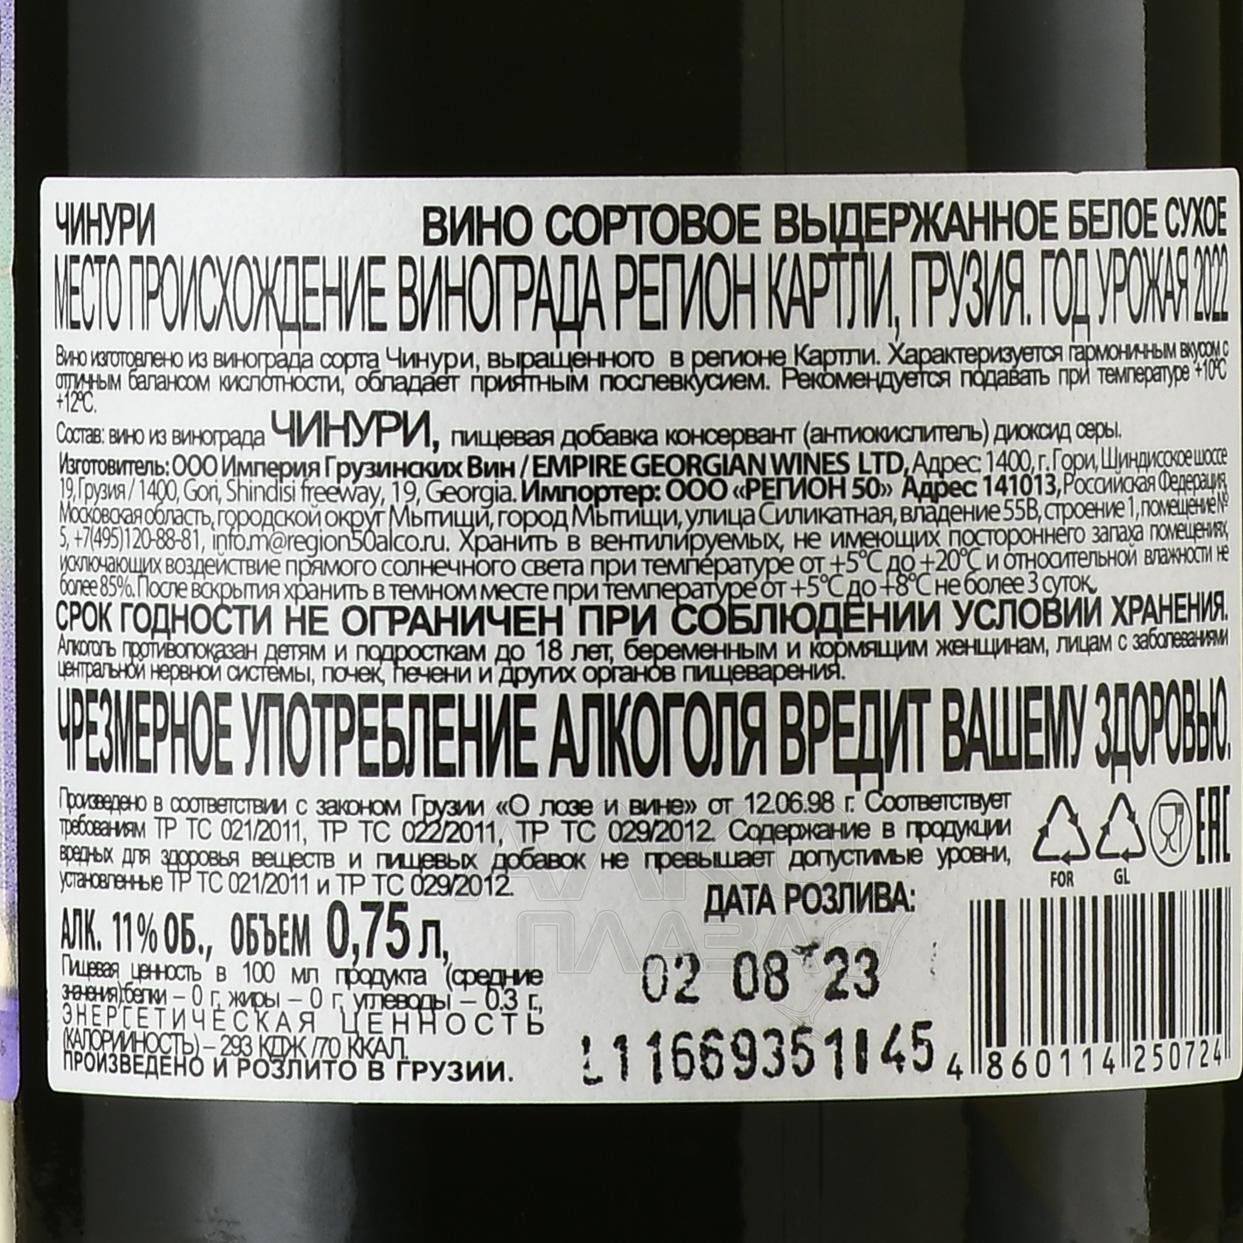 ЧИНУРИ ВИНО СОРТОВОЕ ВЫДЕРЖАННОЕ БЕЛОЕ СУХОЕ
МЕСТО ПРОИСХОЖДЕНИЕ ВИНОГРАДА РЕГИОН КАРТЛИ, ГРУЗИЯ. ГОД УРОЖАЯ 2022
Вино изготовлено из винограда сорта Чинури, выращенного в регионе Картли. Характеризуется гармоничным вкусом с
отличным балансом кислотности, обладает приятным послевкусием. Рекомендуется подавать при температуре +10°C
+12°C.
Состав: вино из винограда ЧИНУРИ, пищевая добавка консервант (антиокислитель) диоксид серы.
Изготовитель: ООО Империя Грузинских Вин / EMPIRE GEORGIAN WINES LTD, Адрес: 1400, г. Гори, Шиндисское шоссе
19, Грузия / 1400, Gori, Shindisi freeway, 19, Georgia. Импортер: ООО «РЕГИОН 50» Адрес: 141013, Российская Федерация,
Московская область, городской округ Мытищи, город Мытищи, улица Силикатная, владение 55В, строение 1, помещение №
5, +7(495)120-88-81, info.m@region50alco.ru. Хранить в вентилируемых, не имеющих постороннего запаха помещениях,
исключающих воздействие прямого солнечного света при температуре от +5°C до +20°C и относительной влажности не
более 85%. После вскрытия хранить в темном месте при температуре от +5°C до +8°C не более 3 суток.
СРОК ГОДНОСТИ НЕ ОГРАНИЧЕН ПРИ СОБЛЮДЕНИИ УСЛОВИЙ ХРАНЕНИЯ.
Алкоголь противопоказан детям и подросткам до 18 лет, беременным и кормящим женщинам, лицам с заболеваниями
центральной нервной системы, почек, печени и других органов пищеварения.
ЧРЕЗМЕРНОЕ УПОТРЕБЛЕНИЕ АЛКОГОЛЯ ВРЕДИТ ВАШЕМУ ЗДОРОВЬЮ.
Произведено в соответствии с законом Грузии «О лозе и вине» от 12.06.98 г. Соответствует
требованиям ТР ТС 021/2011, ТР ТС 022/2011, ТР ТС 029/2012. Содержание в продукции
вредных для здоровья веществ и пищевых добавок не превышает допустимые уровни,
установленные ТР ТС 021/2011 и ТР ТС 029/2012.
FOR GL
EAC
АЛК. 11% ОБ., ОБЪЕМ 0,75 л,
Пищевая ценность в 100 мл продукта (средние
значения):белки – 0 г, жиры – 0 г, углеводы – 0.3 г,
ЭНЕРГЕТИЧЕСКАЯ ЦЕННОСТЬ
(КАЛОРИЙНОСТЬ) – 293 КДЖ /70 ККАЛ.
ПРОИЗВЕДЕНО И РОЗЛИТО В ГРУЗИИ.
ДАТА РОЗЛИВА:
02 08 23
L11669351145
4 860114 250724
АЛКО
ПЛАЗА